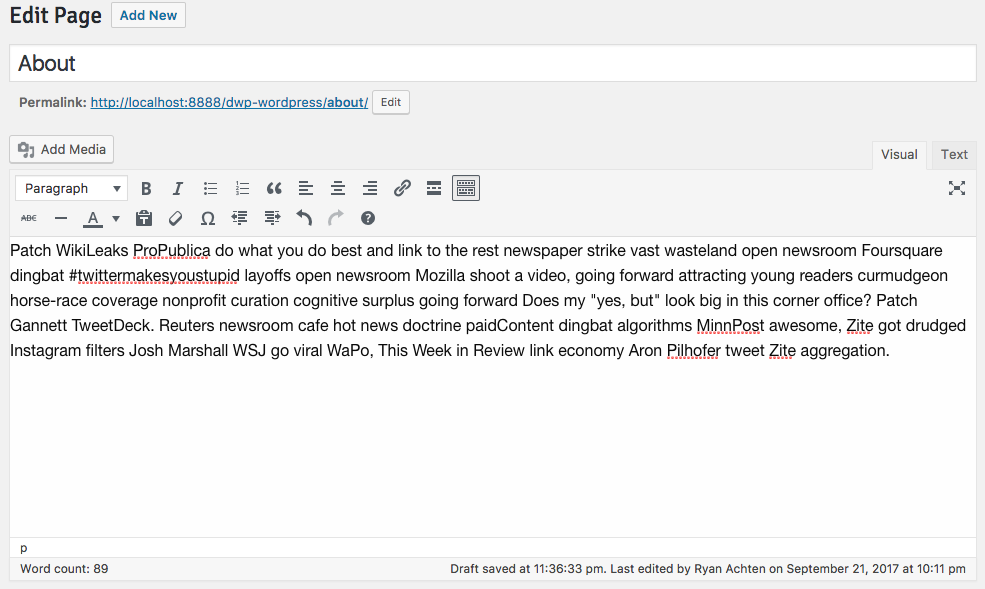 Edit Page Add New
About
Permalink: http://localhost:8888/dwp-wordpress/about/ Edit
Add Media
Visual Text
Paragraph B I
ABC A
Patch WikiLeaks ProPublica do what you do best and link to the rest newspaper strike vast wasteland open newsroom Foursquare
dingbat #twittermakesyoustupid layoffs open newsroom Mozilla shoot a video, going forward attracting young readers curmudgeon
horse-race coverage nonprofit curation cognitive surplus going forward Does my "yes, but" look big in this corner office? Patch
Gannett TweetDeck. Reuters newsroom cafe hot news doctrine paidContent dingbat algorithms MinnPost awesome, Zite got drudged
Instagram filters Josh Marshall WSJ go viral WaPo, This Week in Review link economy Aron Pilhofer tweet Zite aggregation.
p
Word count: 89 Draft saved at 11:36:33 pm. Last edited by Ryan Achten on September 21, 2017 at 10:11 pm